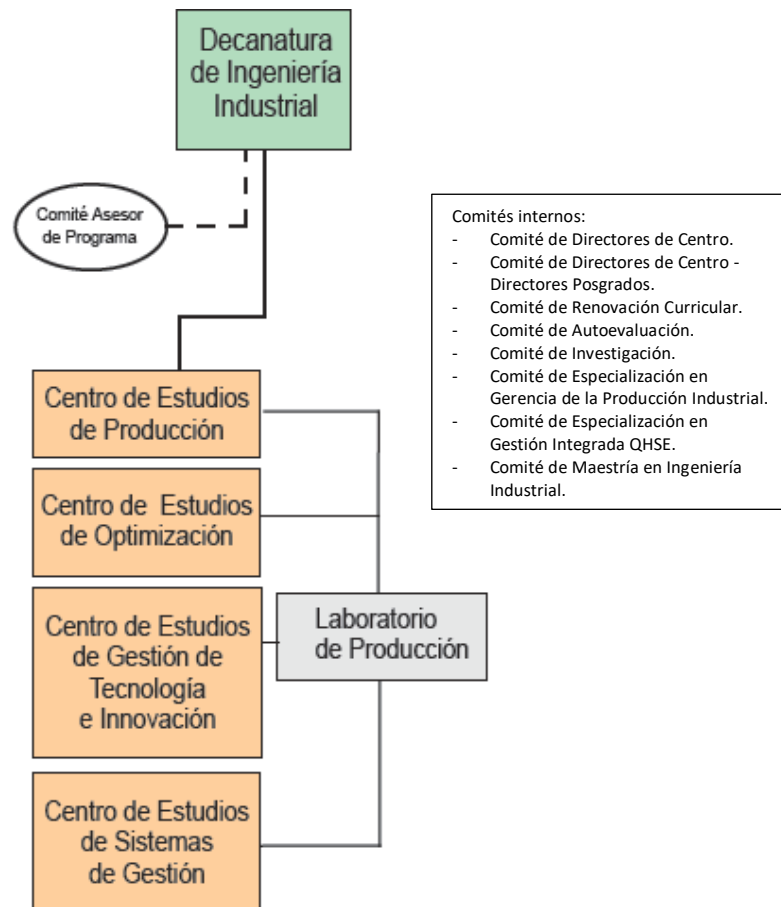 Decanatura
de Ingeniería
Industrial
Comité Asesor
de Programa
Comités internos:
- Comité de Directores de Centro.
- Comité de Directores de Centro -
Directores Posgrados.
- Comité de Renovación Curricular.
- Comité de Autoevaluación.
- Comité de Investigación.
- Comité de Especialización en
Gerencia de la Producción Industrial.
- Comité de Especialización en
Gestión Integrada QHSE.
- Comité de Maestría en Ingeniería
Industrial.
Centro de Estudios
de Producción
Centro de Estudios
de Optimización
Centro de Estudios
de Gestión de
Tecnología
e Innovación
Laboratorio
de Producción
Centro de Estudios
de Sistemas
de Gestión